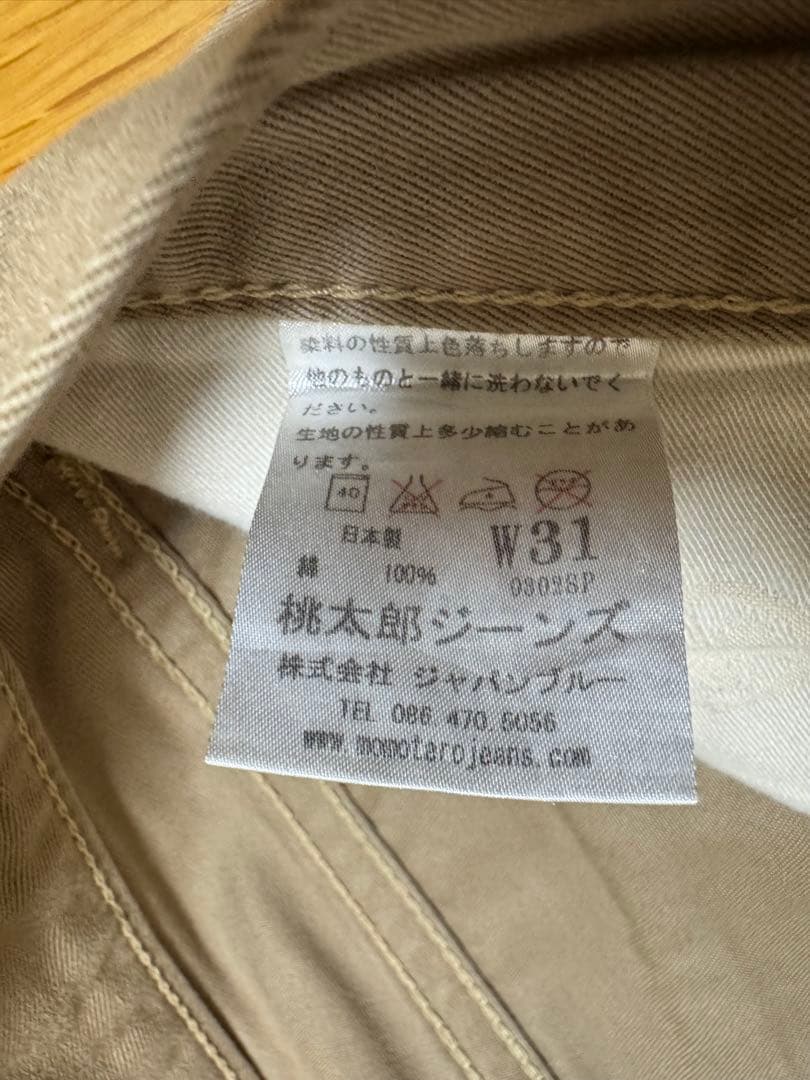 染料の性質上色落ちしますので
他のものと一緒に洗わないでく
ださい。
生地の性質上多少縮むことがあ
ります。
40
日本製
W31
綿 100%
0302SP
桃太郎ジーンズ
株式会社 ジャパンブルー
TEL 086.470.5056
www.momotarojeans.com